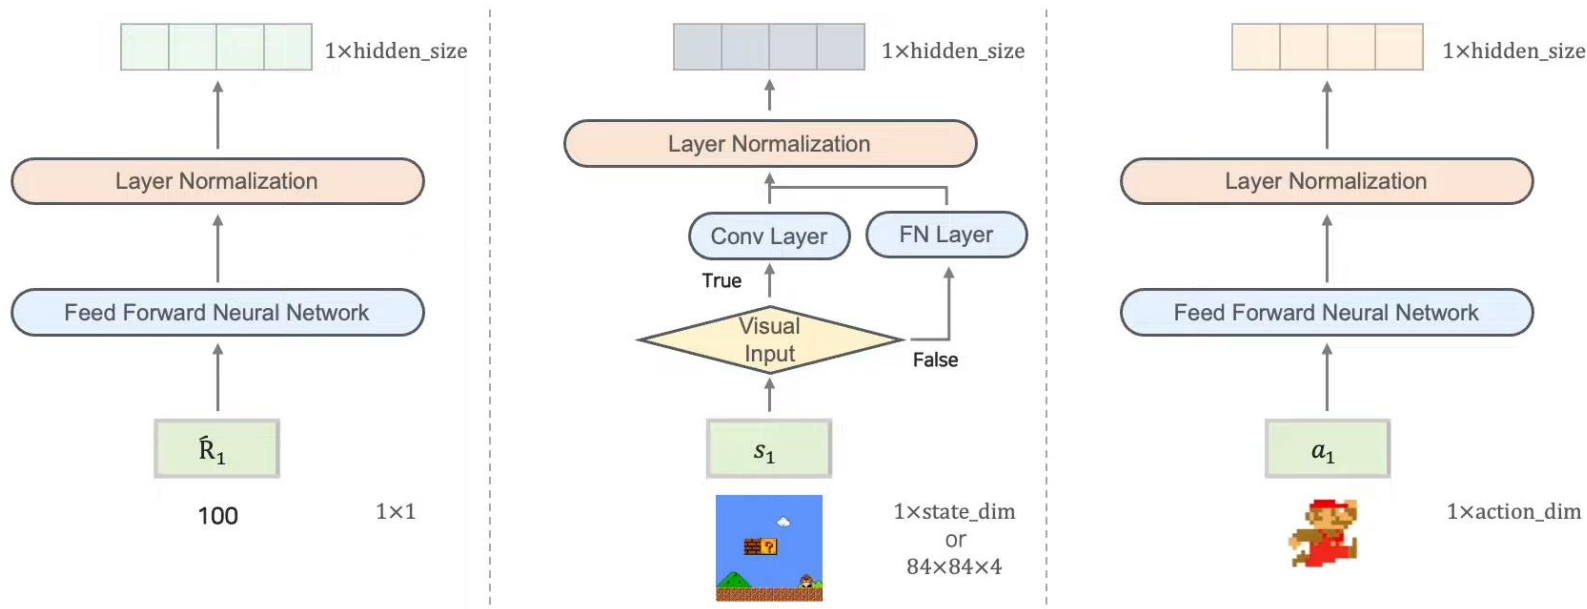 1×hidden_size
Layer Normalization
Feed Forward Neural Network
Ŕ₁
100
1×1
1×hidden_size
Layer Normalization
Conv Layer
FN Layer
True
Visual
Input
False
s₁
?
1×state_dim
or
84×84×4
1×hidden_size
Layer Normalization
Feed Forward Neural Network
a₁
1×action_dim